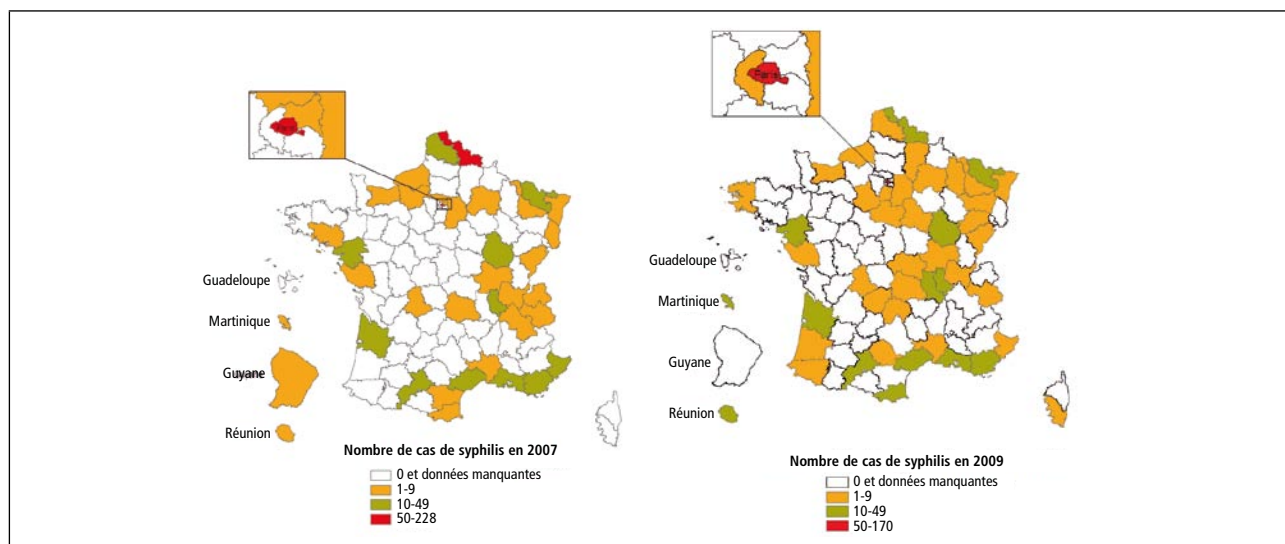 Paris
Guadeloupe
Martinique
Guyane
Réunion
Nombre de cas de syphilis en 2007
0 et données manquantes
1-9
10-49
50-228
Paris
Guadeloupe
Martinique
Guyane
Réunion
Nombre de cas de syphilis en 2009
0 et données manquantes
1-9
10-49
50-170